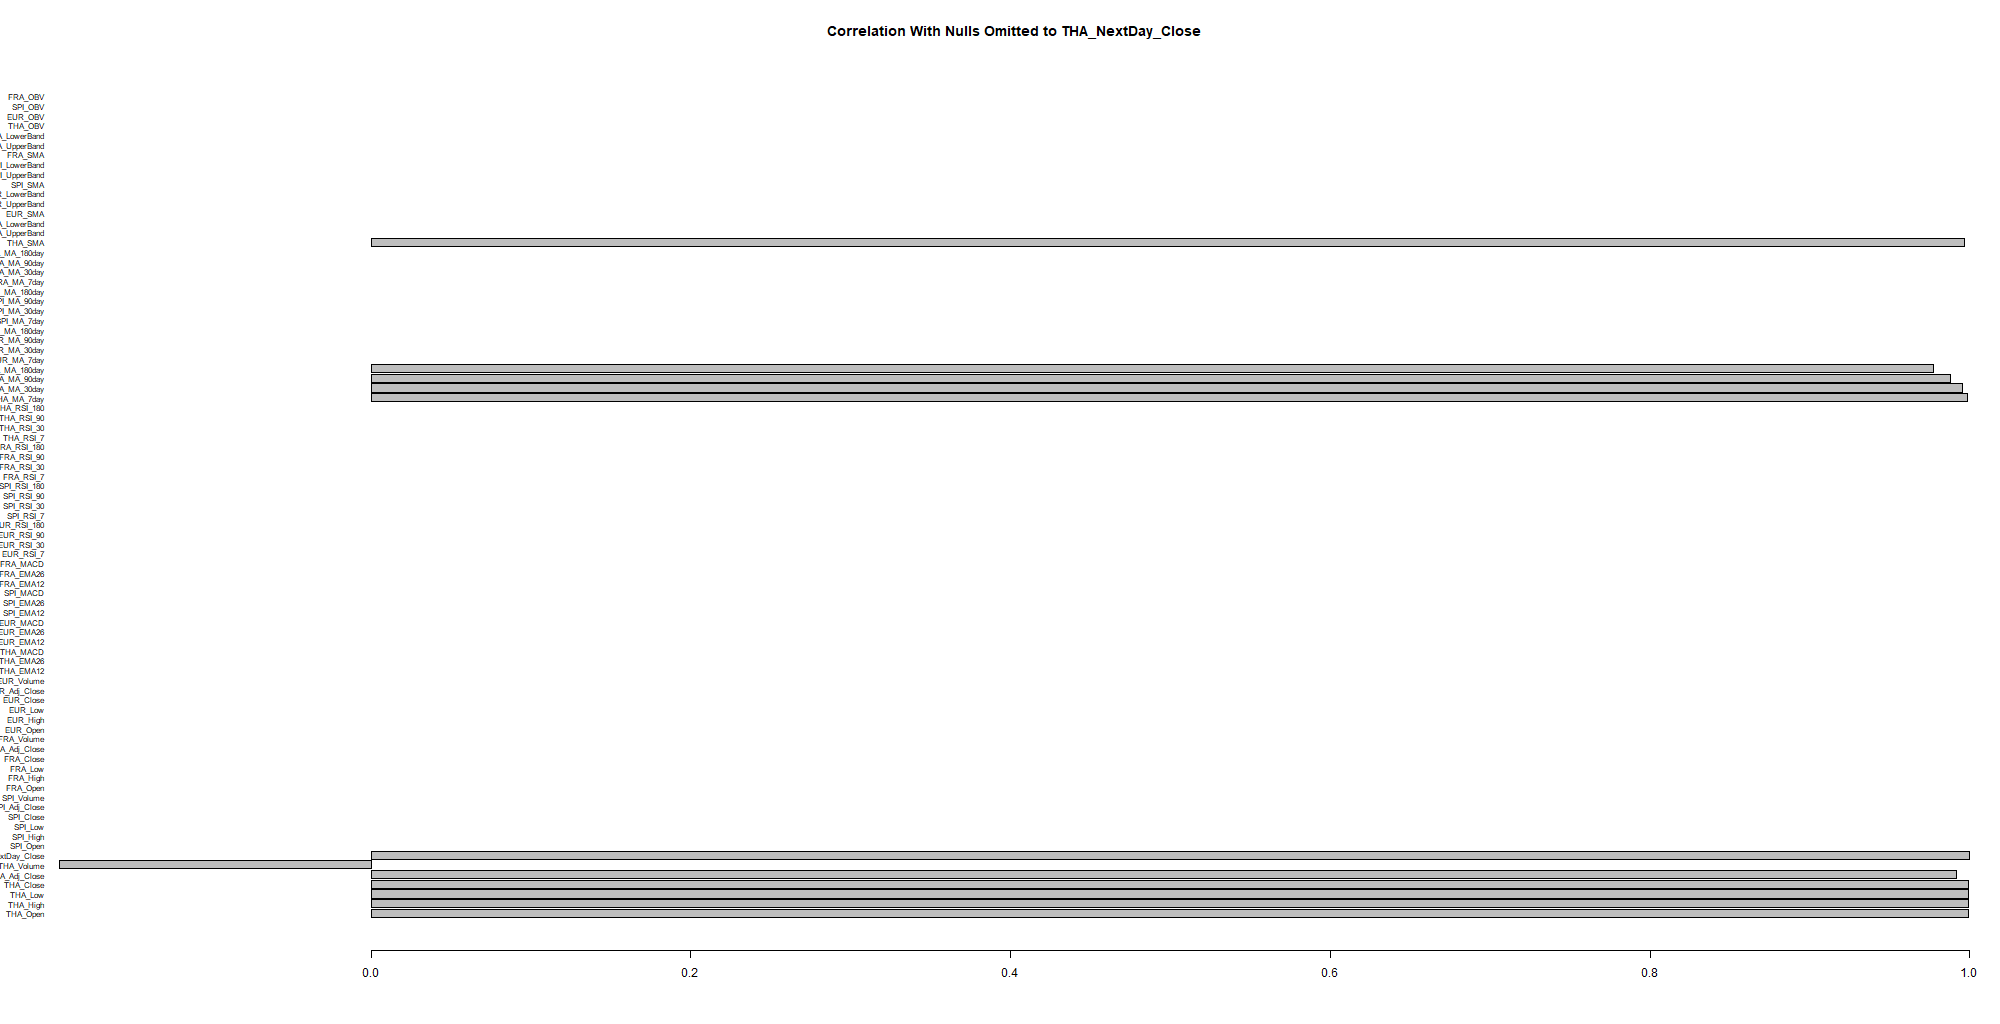 Correlation With Nulls Omitted to THA_NextDay_Close
FRA_OBV
SPI_OBV
EUR_OBV
THA_OBV
A_LowerBand
A_UpperBand
FRA_SMA
I_LowerBand
I_UpperBand
SPI_SMA
R_LowerBand
R_UpperBand
EUR_SMA
A_LowerBand
A_UpperBand
THA_SMA
_MA_180day
A_MA_90day
A_MA_30day
RA_MA_7day
_MA_180day
PI_MA_90day
PI_MA_30day
SPI_MA_7day
_MA_180day
R_MA_90day
R_MA_30day
UR_MA_7day
_MA_180day
A_MA_90day
A_MA_30day
HA_MA_7day
HA_RSI_180
THA_RSI_90
THA_RSI_30
THA_RSI_7
RA_RSI_180
FRA_RSI_90
FRA_RSI_30
FRA_RSI_7
SPI_RSI_180
SPI_RSI_90
SPI_RSI_30
SPI_RSI_7
UR_RSI_180
EUR_RSI_90
EUR_RSI_30
EUR_RSI_7
FRA_MACD
FRA_EMA26
FRA_EMA12
SPI_MACD
SPI_EMA26
SPI_EMA12
EUR_MACD
EUR_EMA26
EUR_EMA12
THA_MACD
THA_EMA26
THA_EMA12
EUR_Volume
R_Adj_Close
EUR_Close
EUR_Low
EUR_High
EUR_Open
FRA_Volume
A_Adj_Close
FRA_Close
FRA_Low
FRA_High
FRA_Open
SPI_Volume
PI_Adj_Close
SPI_Close
SPI_Low
SPI_High
SPI_Open
xtDay_Close
THA_Volume
A_Adj_Close
THA_Close
THA_Low
THA_High
THA_Open
0.0 0.2 0.4 0.6 0.8 1.0